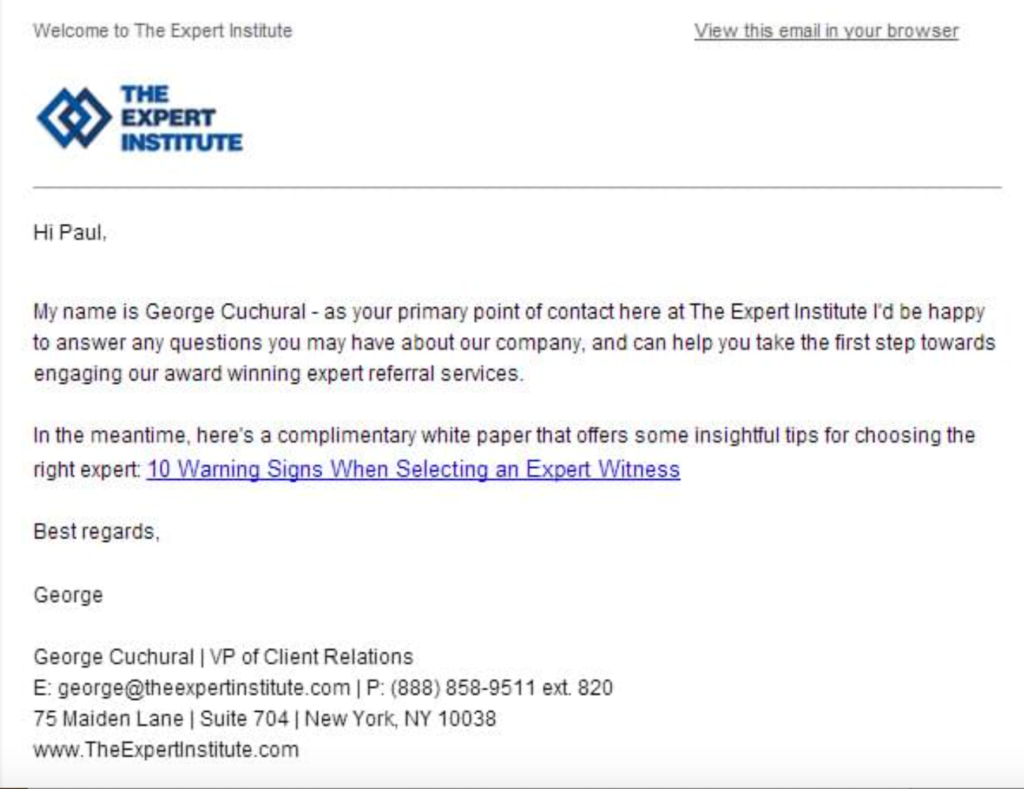 Welcome to The Expert Institute
View this email in your browser
THE
EXPERT
INSTITUTE
Hi Paul,
My name is George Cuchural - as your primary point of contact here at The Expert Institute I'd be happy
to answer any questions you may have about our company, and can help you take the first step towards
engaging our award winning expert referral services.
In the meantime, here's a complimentary white paper that offers some insightful tips for choosing the
right expert: 10 Warning Signs When Selecting an Expert Witness
Best regards,
George
George Cuchural | VP of Client Relations
E: george@theexpertinstitute.com | P: (888) 858-9511 ext. 820
75 Maiden Lane | Suite 704 | New York, NY 10038
www.TheExpertInstitute.com